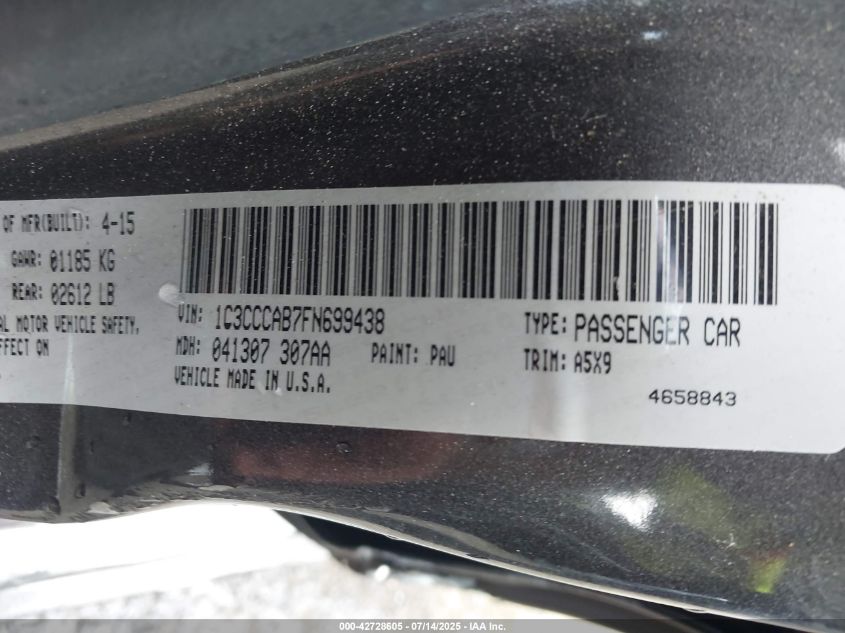 OF MFR(BUILT): 4-15
GAWR: 01185 KG
REAR: 02612 LB
MOTOR VEHICLE SAFETY,
ON
VIN: 1C3CCCAB7FN699438
MDH: 041307 307AA PAINT: PAU
VEHICLE MADE IN U.S.A.
TYPE: PASSENGER CAR
TRIM: A5X9
4658843
000-42728605 - 07/14/2025 - IAA Inc.